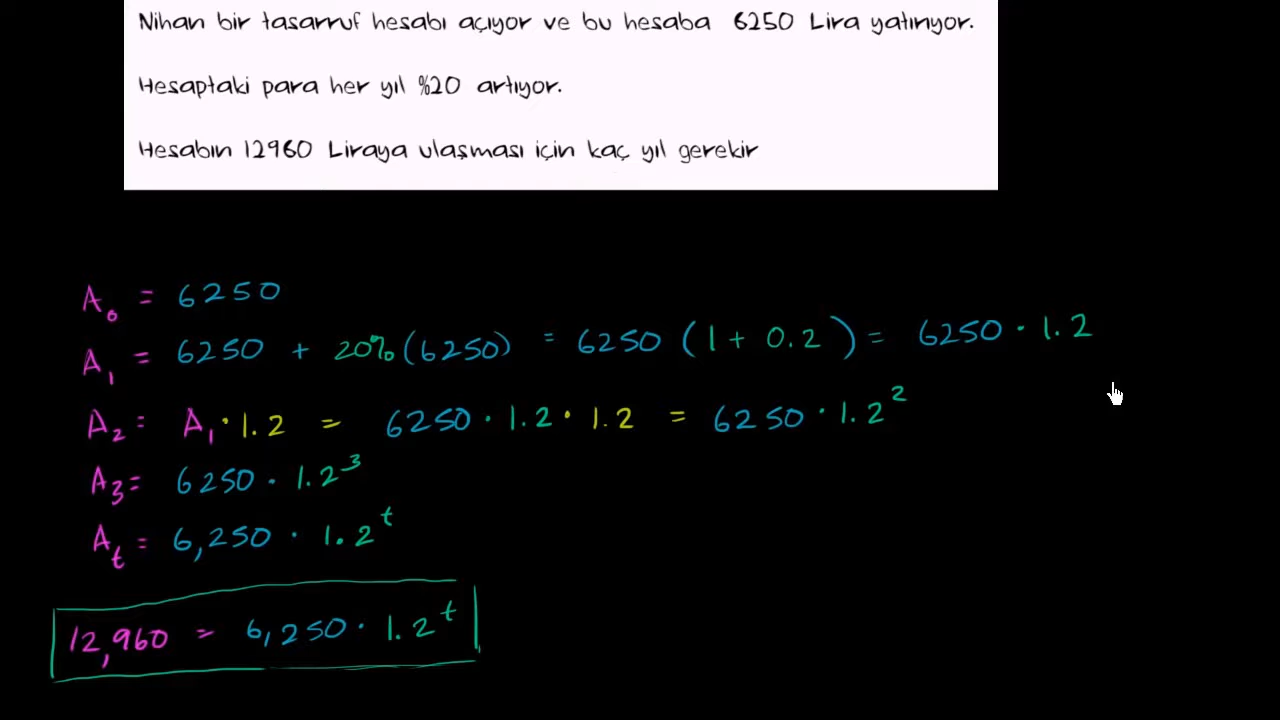 Nihan bir tasarruf hesabı açıyor ve bu hesaba 6250 Lira yatırıyor.
Hesaptaki para her yıl %20 artıyor.
Hesabın 12960 Liraya ulaşması için kaç yıl gerekir
A₀ = 6250
A₁ = 6250 + 20% (6250) = 6250 (1 + 0.2) = 6250 · 1.2
A₂ = A₁ · 1.2 = 6250 · 1.2 · 1.2 = 6250 · 1.2²
A₃ = 6250 · 1.2³
Aₜ = 6,250 · 1.2ᵗ
12,960 = 6,250 · 1.2ᵗ